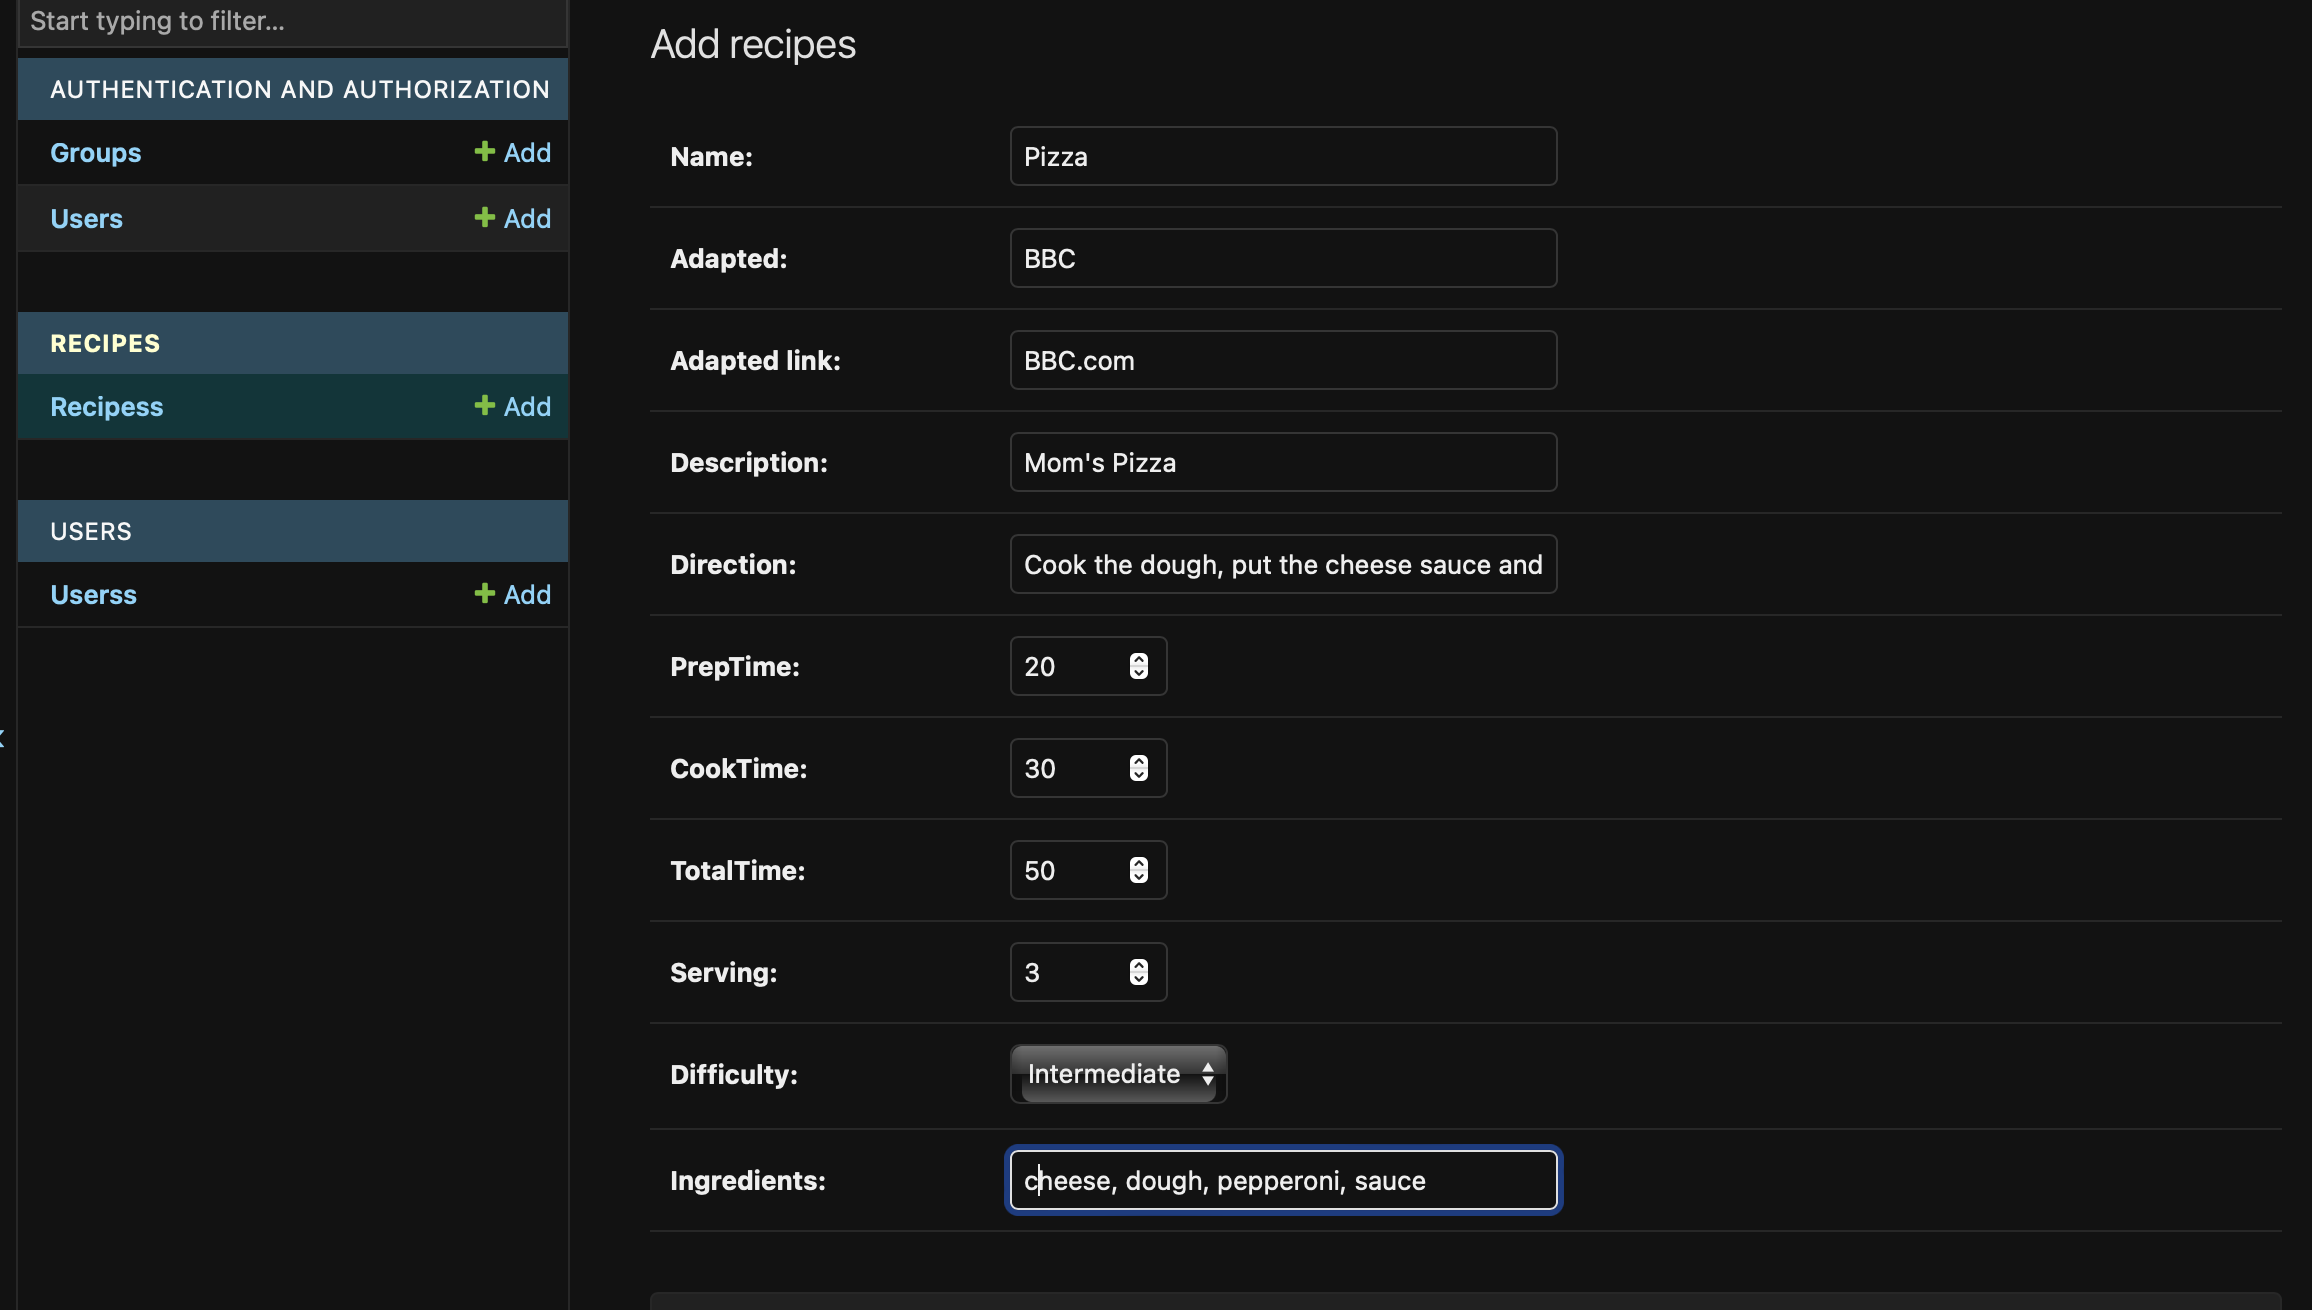 Start typing to filter...
AUTHENTICATION AND AUTHORIZATION
Groups + Add
Users + Add
RECIPES
Recipess + Add
USERS
Userss + Add
Add recipes
Name: Pizza
Adapted: BBC
Adapted link: BBC.com
Description: Mom's Pizza
Direction: Cook the dough, put the cheese sauce and
PrepTime: 20
CookTime: 30
TotalTime: 50
Serving: 3
Difficulty: Intermediate
Ingredients: cheese, dough, pepperoni, sauce